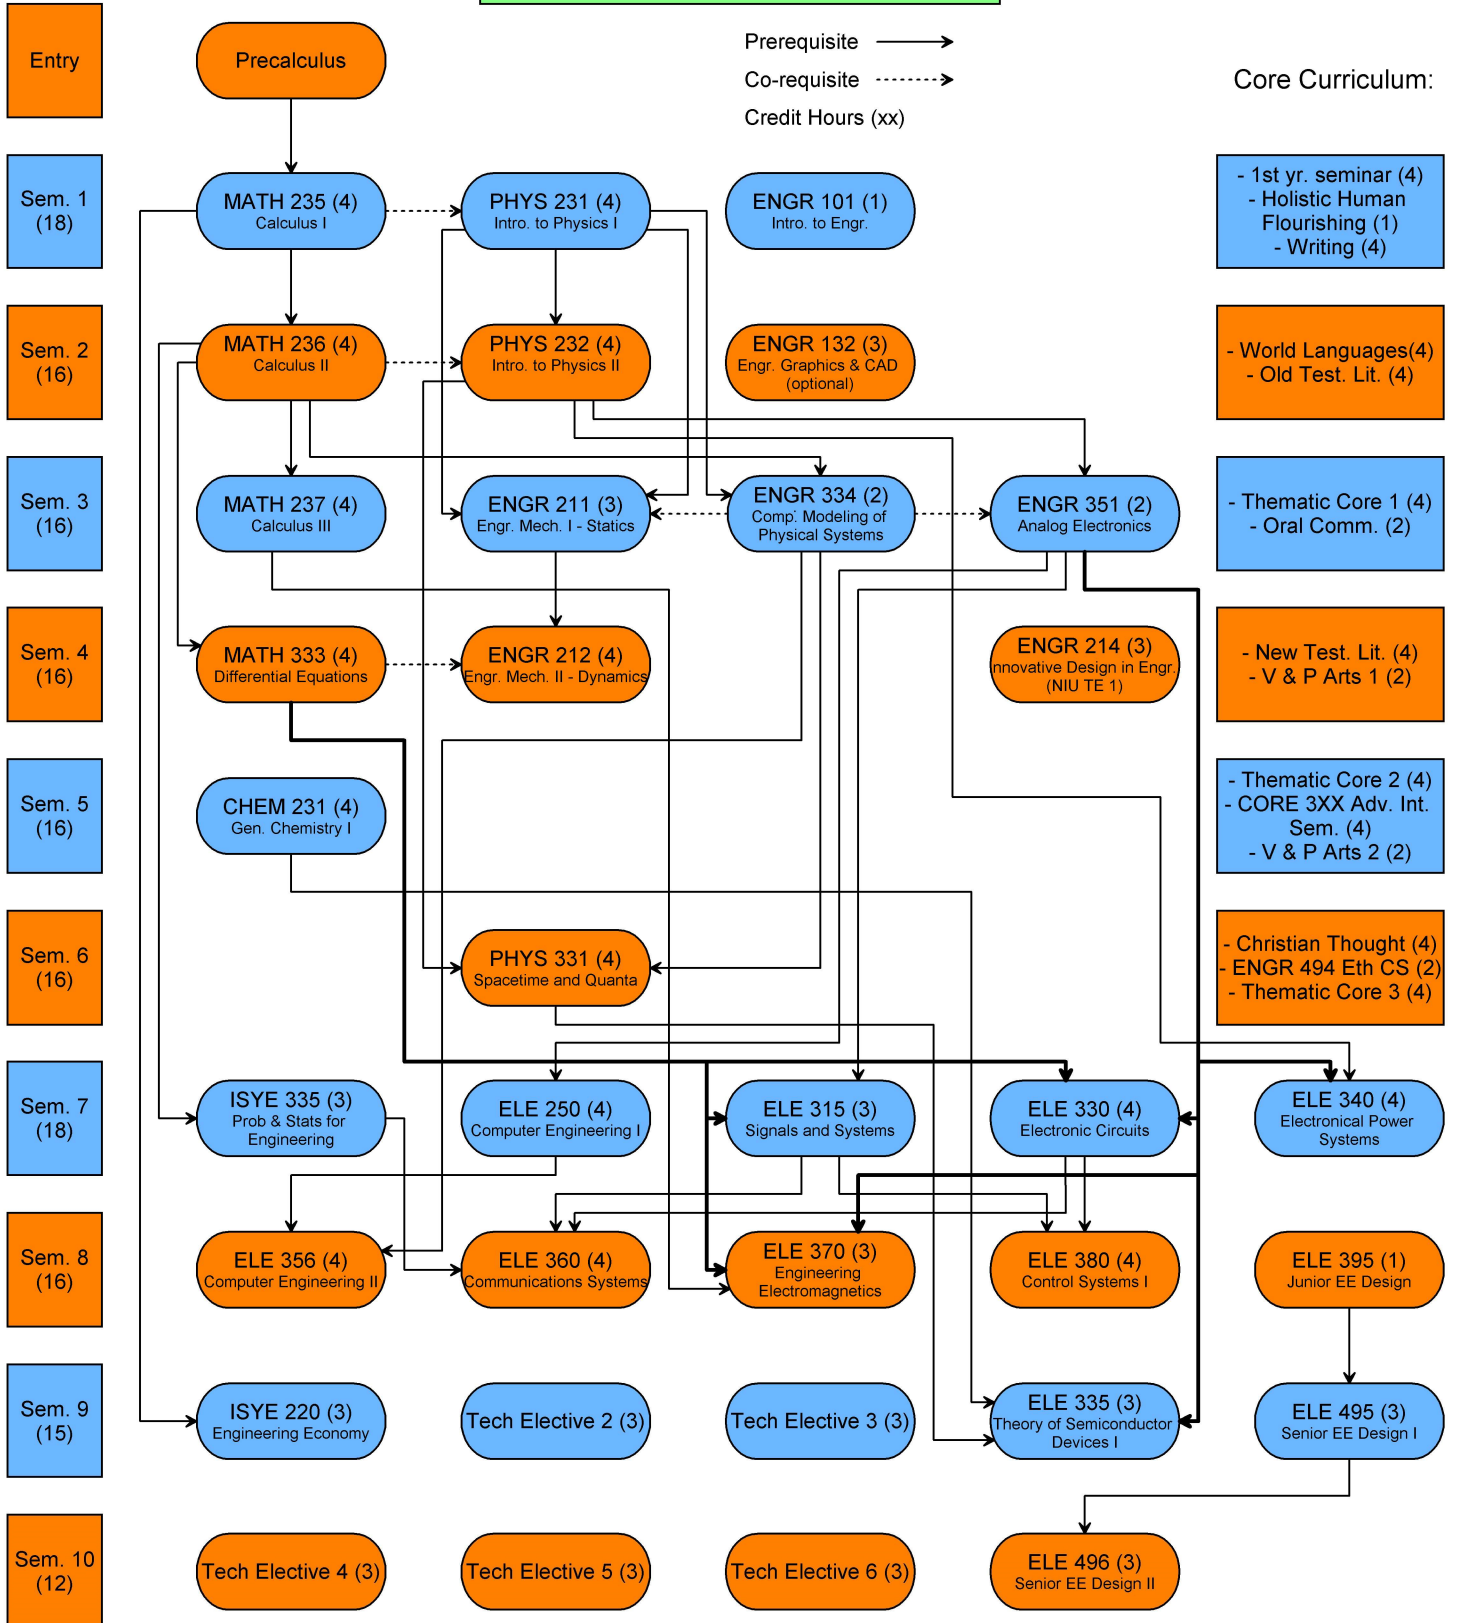 Entry
Precalculus
Prerequisite
Co-requisite
Credit Hours (xx)
Core Curriculum:
Sem. 1
(18)
MATH 235 (4)
Calculus I
PHYS 231 (4)
Intro. to Physics I
ENGR 101 (1)
Intro. to Engr.
- 1st yr. seminar (4)
- Holistic Human
Flourishing (1)
- Writing (4)
Sem. 2
(16)
MATH 236 (4)
Calculus II
PHYS 232 (4)
Intro. to Physics II
ENGR 132 (3)
Engr. Graphics & CAD
(optional)
- World Languages(4)
- Old Test. Lit. (4)
Sem. 3
(16)
MATH 237 (4)
Calculus III
ENGR 211 (3)
Engr. Mech. I - Statics
ENGR 334 (2)
Comp. Modeling of
Physical Systems
ENGR 351 (2)
Analog Electronics
- Thematic Core 1 (4)
- Oral Comm. (2)
Sem. 4
(16)
MATH 333 (4)
Differential Equations
ENGR 212 (4)
Engr. Mech. II - Dynamics
ENGR 214 (3)
nnovative Design in Engr.
(NIU TE 1)
- New Test. Lit. (4)
- V & P Arts 1 (2)
Sem. 5
(16)
CHEM 231 (4)
Gen. Chemistry I
- Thematic Core 2 (4)
- CORE 3XX Adv. Int.
Sem. (4)
- V & P Arts 2 (2)
Sem. 6
(16)
PHYS 331 (4)
Spacetime and Quanta
- Christian Thought (4)
- ENGR 494 Eth CS (2)
- Thematic Core 3 (4)
Sem. 7
(18)
ISYE 335 (3)
Prob & Stats for
Engineering
ELE 250 (4)
Computer Engineering I
ELE 315 (3)
Signals and Systems
ELE 330 (4)
Electronic Circuits
ELE 340 (4)
Electronical Power
Systems
Sem. 8
(16)
ELE 356 (4)
Computer Engineering II
ELE 360 (4)
Communications Systems
ELE 370 (3)
Engineering
Electromagnetics
ELE 380 (4)
Control Systems I
ELE 395 (1)
Junior EE Design
Sem. 9
(15)
ISYE 220 (3)
Engineering Economy
Tech Elective 2 (3)
Tech Elective 3 (3)
ELE 335 (3)
Theory of Semiconductor
Devices I
ELE 495 (3)
Senior EE Design I
Sem. 10
(12)
Tech Elective 4 (3)
Tech Elective 5 (3)
Tech Elective 6 (3)
ELE 496 (3)
Senior EE Design II